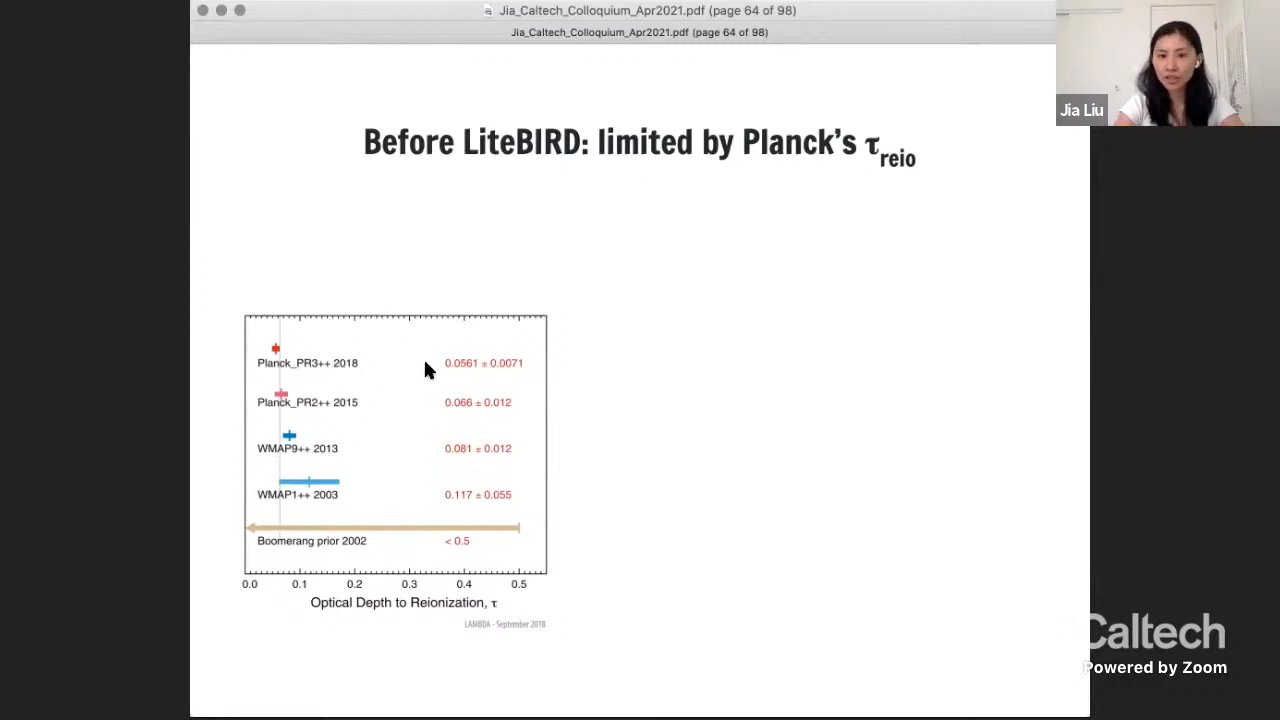 Jia_Caltech_Colloquium_Apr2021.pdf (page 64 of 98)
Jia_Caltech_Colloquium_Apr2021.pdf (page 64 of 98)
Jia Liu
Before LiteBIRD: limited by Planck's τreio
Planck_PR3++ 2018 0.0561 ± 0.0071
Planck_PR2++ 2015 0.066 ± 0.012
WMAP9++ 2013 0.081 ± 0.012
WMAP1++ 2003 0.117 ± 0.055
Boomerang prior 2002 < 0.5
0.0 0.1 0.2 0.3 0.4 0.5
Optical Depth to Reionization, τ
LAMBDA - September 2018
Caltech
Powered by Zoom